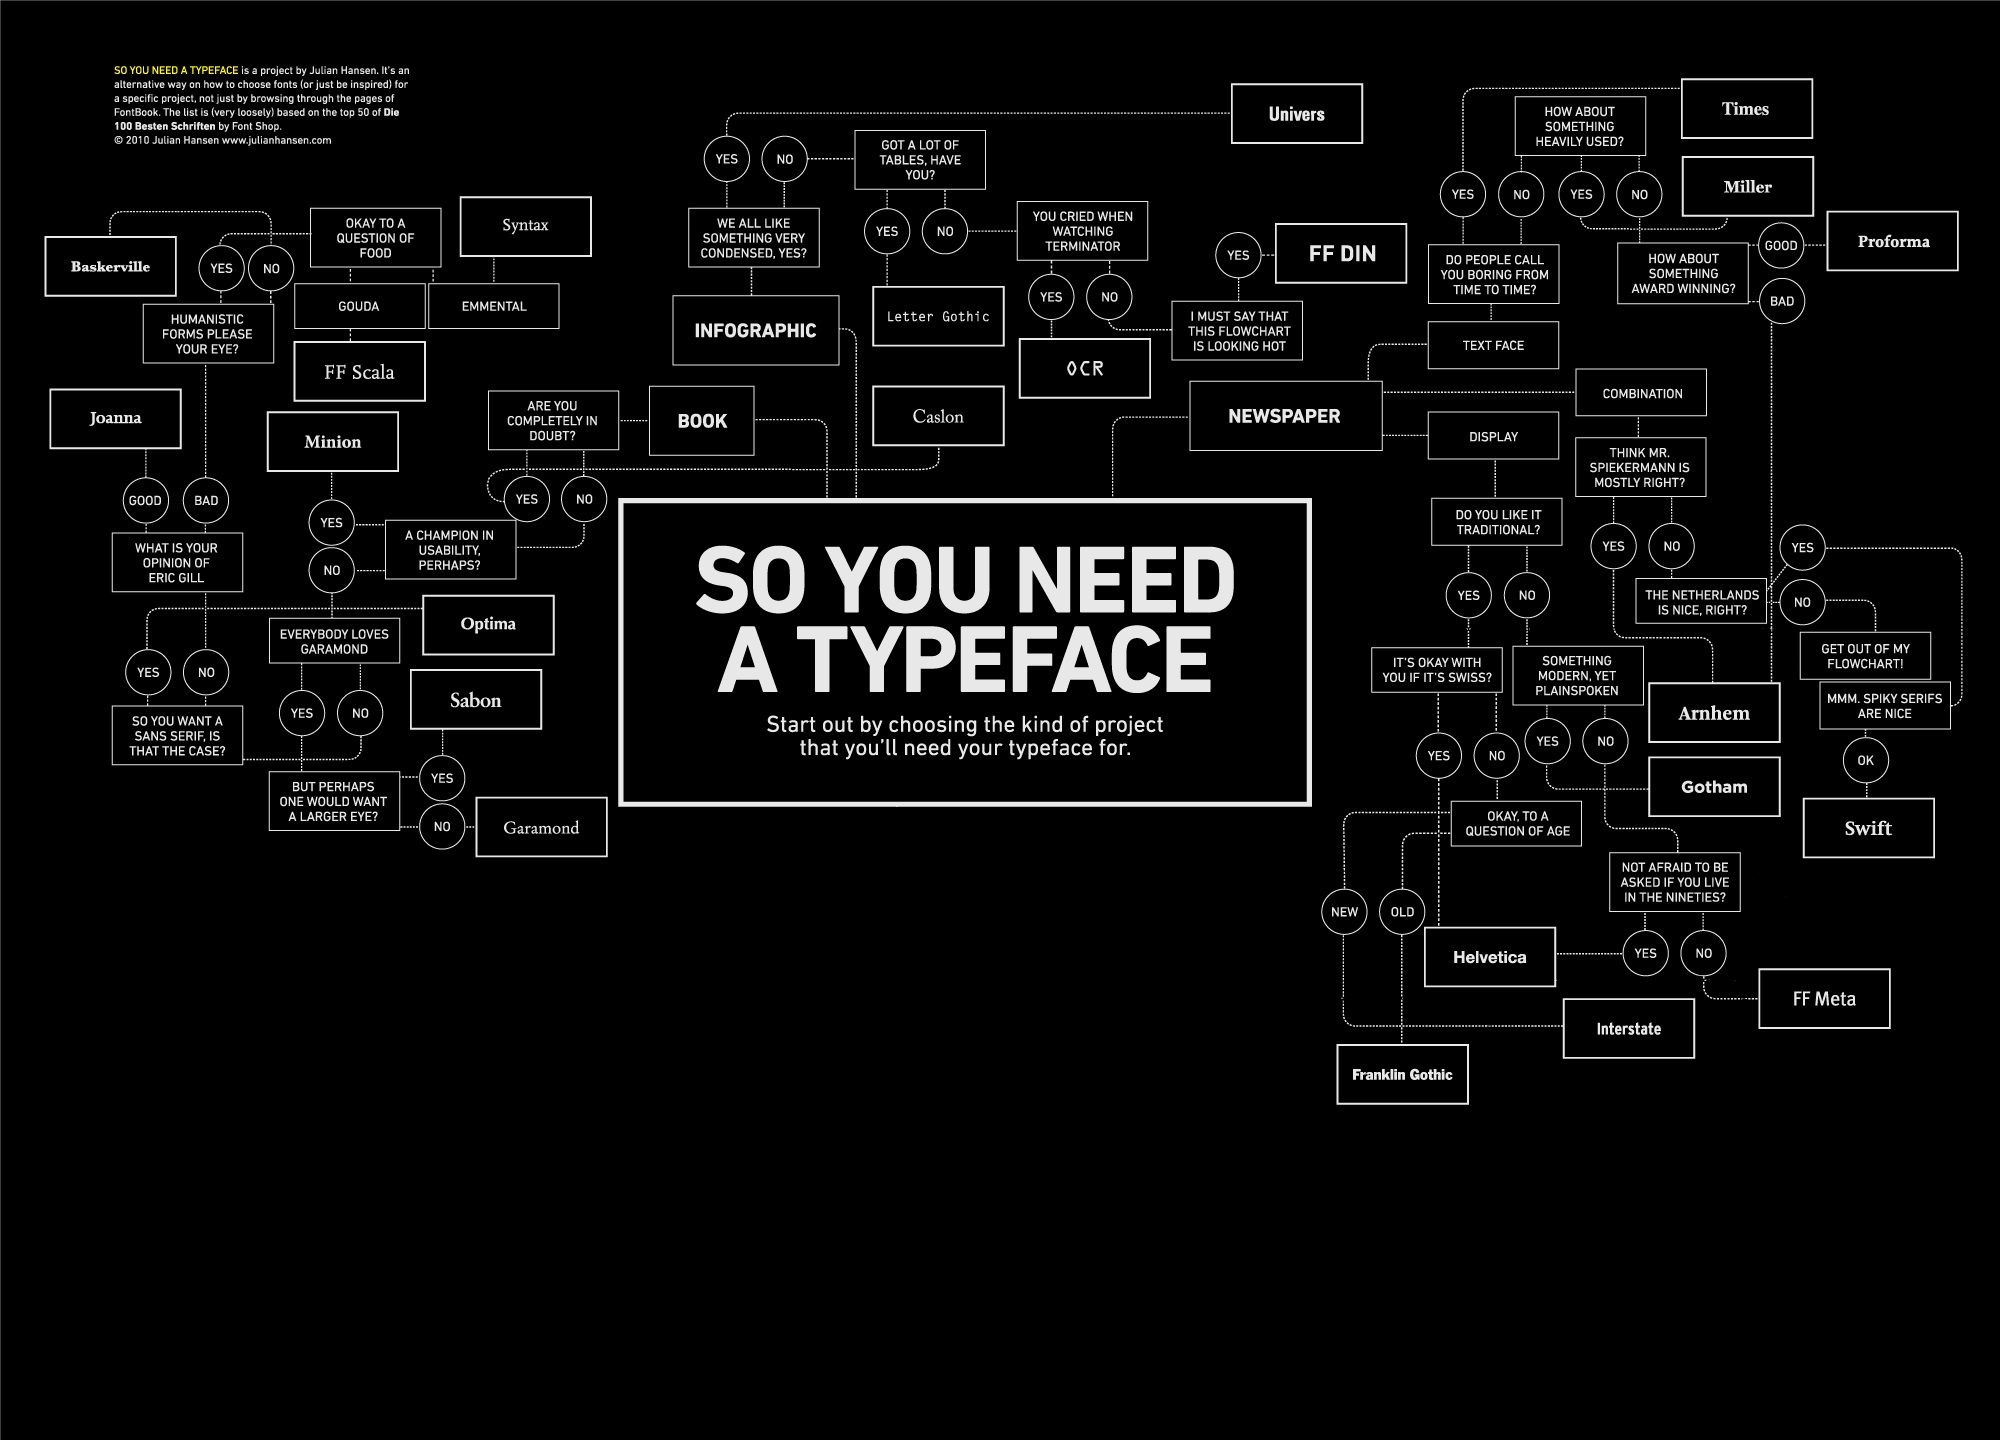 SO YOU NEED A TYPEFACE is a project by Julian Hansen. It's an
alternative way on how to choose fonts (or just be inspired) for
a specific project, not just by browsing through the pages of
FontBook. The list is (very loosely) based on the top 50 of Die
100 Besten Schriften by Font Shop.
© 2010 Julian Hansen www.julianhansen.com
SO YOU NEED
A TYPEFACE
Start out by choosing the kind of project
that you'll need your typeface for.
BOOK
ARE YOU
COMPLETELY IN
DOUBT?
YES
NO
Caslon
A CHAMPION IN
USABILITY,
PERHAPS?
YES
NO
Minion
EVERYBODY LOVES
GARAMOND
YES
NO
BUT PERHAPS
ONE WOULD WANT
A LARGER EYE?
YES
NO
Sabon
Garamond
SO YOU WANT A
SANS SERIF, IS
THAT THE CASE?
YES
NO
Optima
WHAT IS YOUR
OPINION OF
ERIC GILL
GOOD
BAD
Joanna
HUMANISTIC
FORMS PLEASE
YOUR EYE?
YES
NO
Baskerville
OKAY TO A
QUESTION OF
FOOD
GOUDA
EMMENTAL
FF Scala
Syntax
INFOGRAPHIC
WE ALL LIKE
SOMETHING VERY
CONDENSED, YES?
YES
NO
Univers
GOT A LOT OF
TABLES, HAVE
YOU?
YES
NO
Letter Gothic
YOU CRIED WHEN
WATCHING
TERMINATOR
YES
NO
OCR
I MUST SAY THAT
THIS FLOWCHART
IS LOOKING HOT
YES
FF DIN
NEWSPAPER
TEXT FACE
DO PEOPLE CALL
YOU BORING FROM
TIME TO TIME?
YES
NO
Times
HOW ABOUT
SOMETHING
HEAVILY USED?
YES
NO
Miller
HOW ABOUT
SOMETHING
AWARD WINNING?
GOOD
BAD
Proforma
COMBINATION
THINK MR.
SPIEKERMANN IS
MOSTLY RIGHT?
YES
NO
Arnhem
THE NETHERLANDS
IS NICE, RIGHT?
YES
NO
GET OUT OF MY
FLOWCHART!
MMM. SPIKY SERIFS
ARE NICE
OK
Swift
DISPLAY
DO YOU LIKE IT
TRADITIONAL?
YES
NO
IT'S OKAY WITH
YOU IF IT'S SWISS?
YES
NO
SOMETHING
MODERN, YET
PLAINSPOKEN
YES
NO
Gotham
OKAY, TO A
QUESTION OF AGE
NEW
OLD
NOT AFRAID TO BE
ASKED IF YOU LIVE
IN THE NINETIES?
YES
NO
Helvetica
FF Meta
Interstate
Franklin Gothic